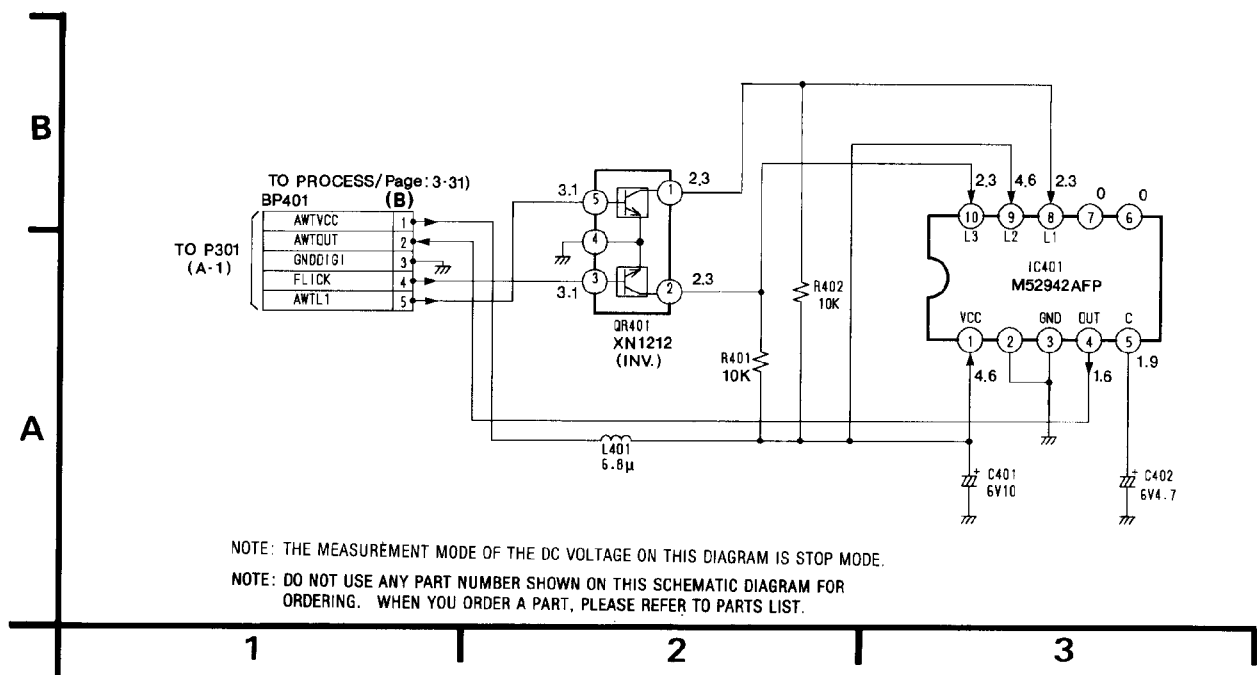 B
TO PROCESS/Page: 3-31)
BP401 (B)
AWTVCC 1
AWTOUT 2
GNDDIGI 3
FLICK 4
AWTL1 5
TO P301
(A-1)
3.1
5
1
2.3
4
3
3.1
2
2.3
QR401
XN1212
(INV.)
R402
10K
R401
10K
2.3 4.6 2.3 0 0
10 9 8 7 6
L3 L2 L1
IC401
M52942AFP
VCC GND OUT C
1 2 3 4 5
4.6 1.6 1.9
A
L401
6.8μ
+ C401
6V10
+ C402
6V4.7
NOTE: THE MEASUREMENT MODE OF THE DC VOLTAGE ON THIS DIAGRAM IS STOP MODE.
NOTE: DO NOT USE ANY PART NUMBER SHOWN ON THIS SCHEMATIC DIAGRAM FOR
ORDERING. WHEN YOU ORDER A PART, PLEASE REFER TO PARTS LIST.
1 2 3